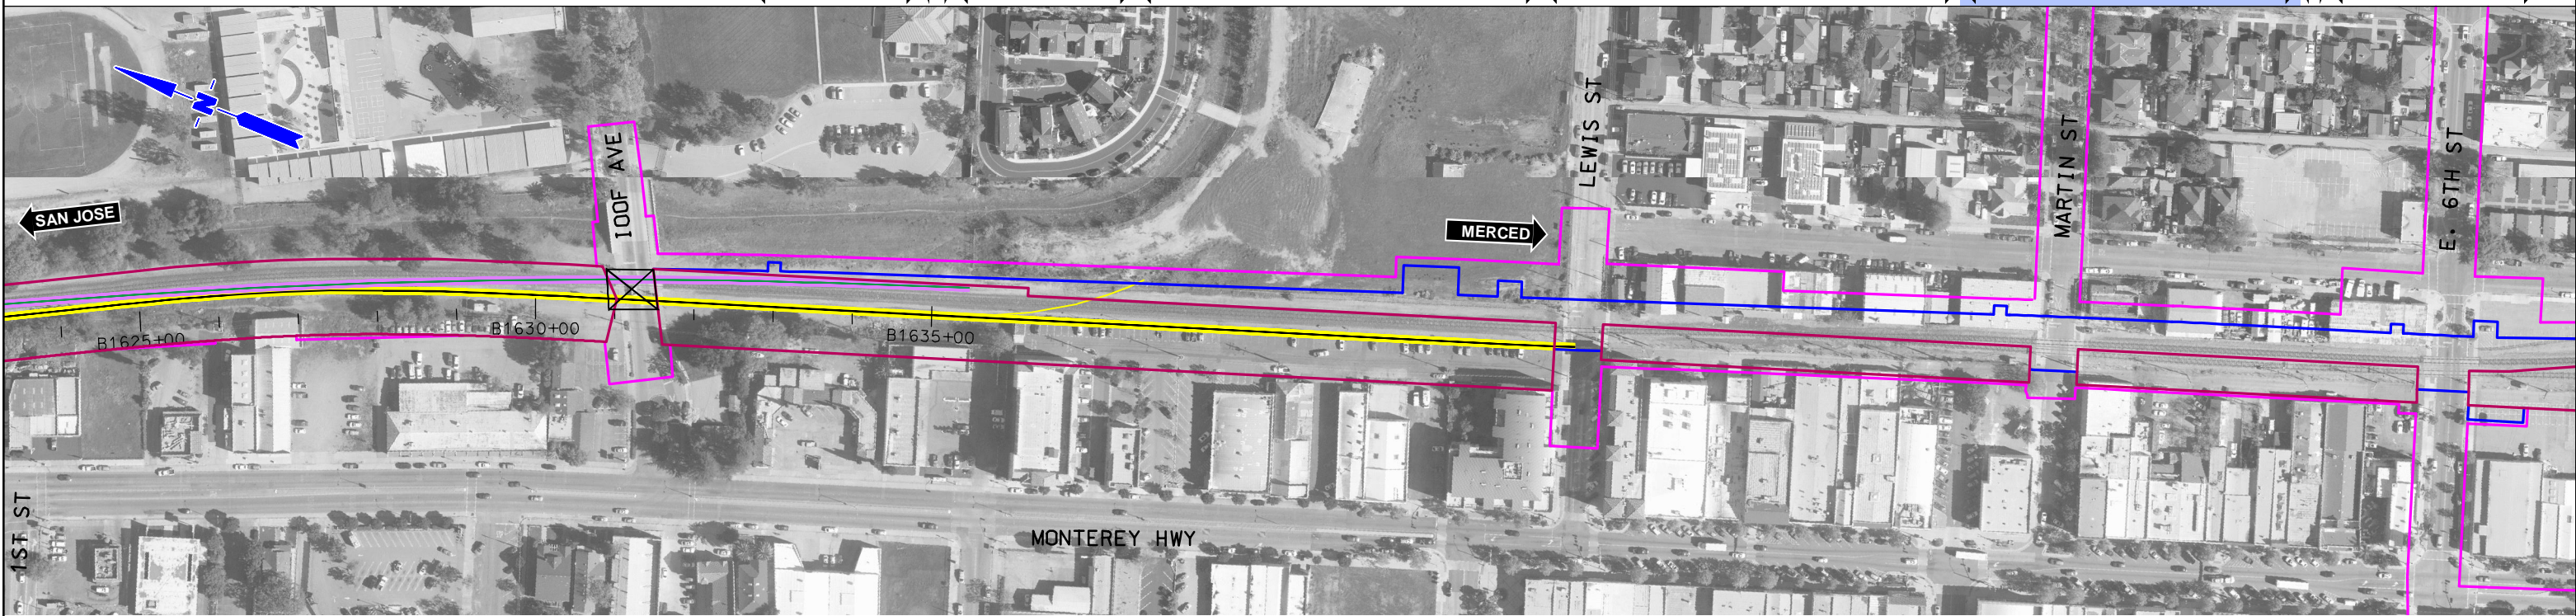 N
SAN JOSE
IOOF AVE
MERCED
LEWIS ST
MARTIN ST
E. 6TH ST
B1625+00
B1630+00
B1635+00
1ST ST
MONTEREY HWY